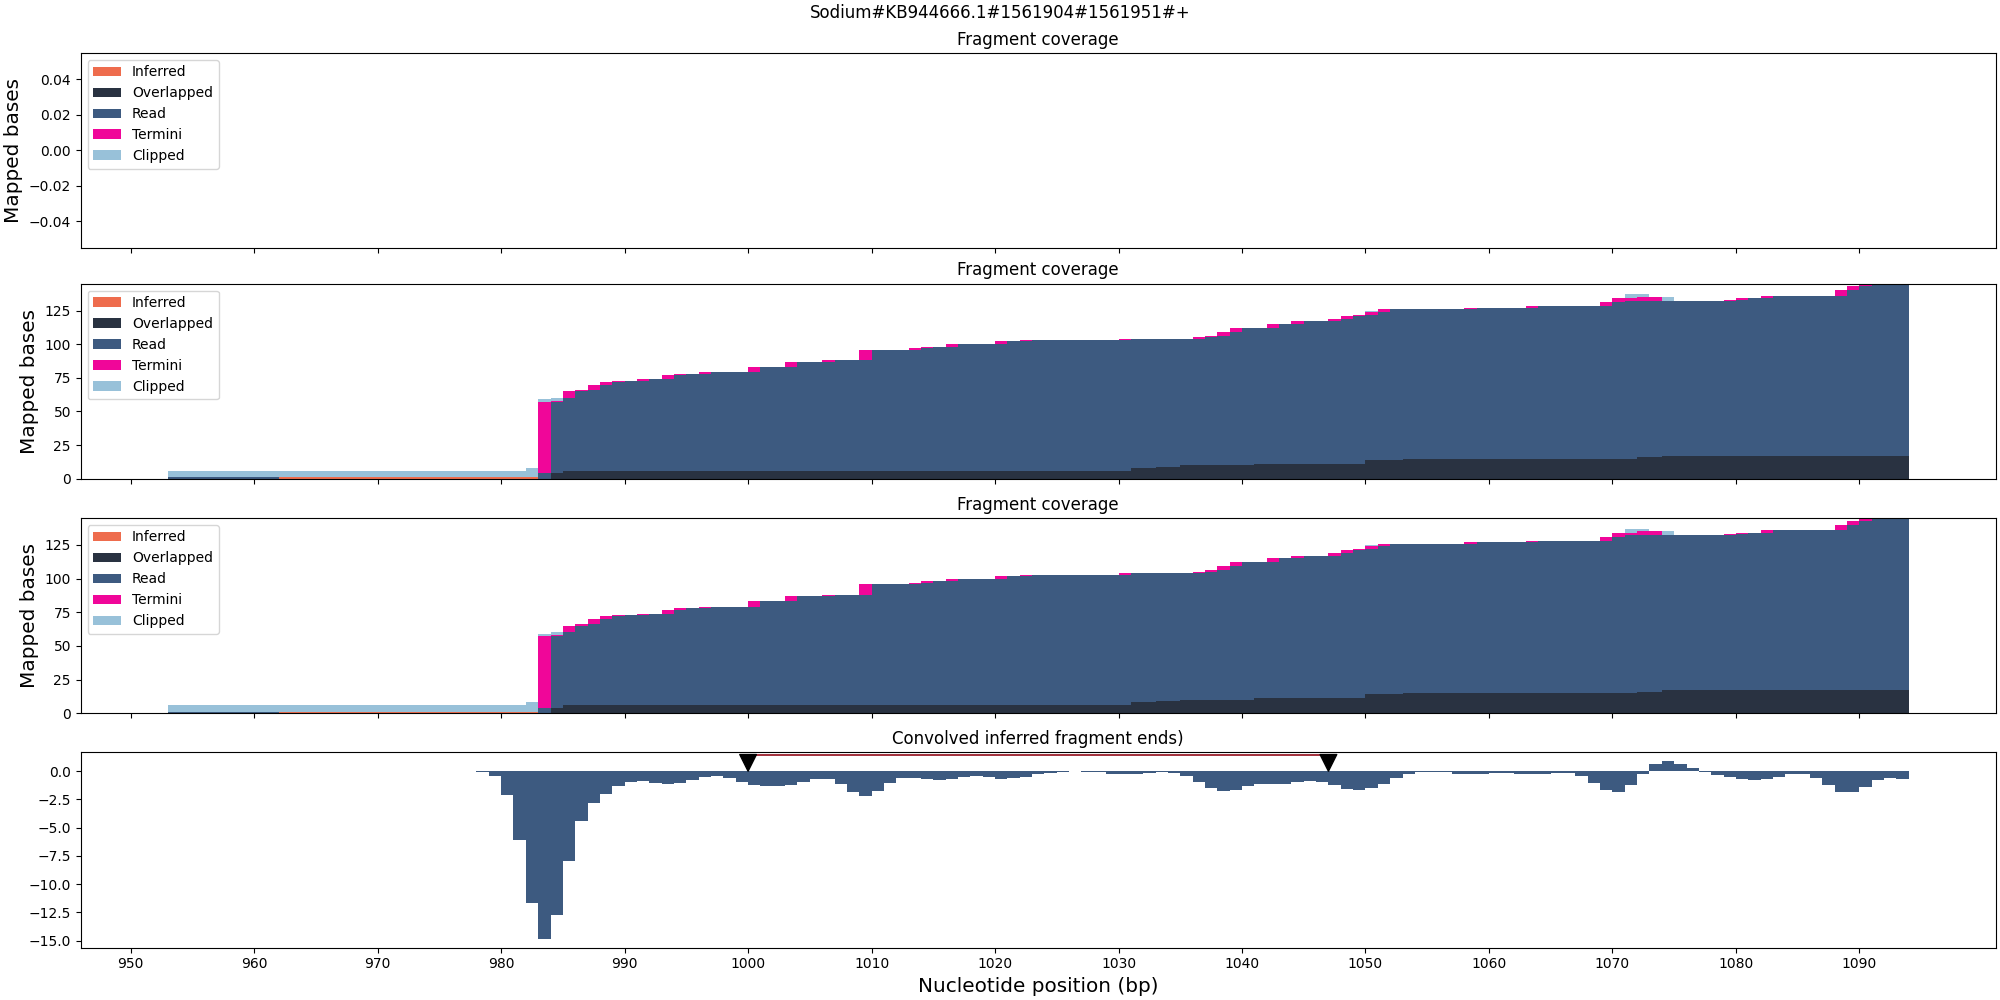 Sodium#KB944666.1#1561904#1561951#+
Fragment coverage
Mapped bases
0.04
0.02
0.00
−0.02
−0.04
Inferred
Overlapped
Read
Termini
Clipped
Fragment coverage
Mapped bases
125
100
75
50
25
0
Inferred
Overlapped
Read
Termini
Clipped
Fragment coverage
Mapped bases
125
100
75
50
25
0
Inferred
Overlapped
Read
Termini
Clipped
Convolved inferred fragment ends)
0.0
−2.5
−5.0
−7.5
−10.0
−12.5
−15.0
950 960 970 980 990 1000 1010 1020 1030 1040 1050 1060 1070 1080 1090
Nucleotide position (bp)